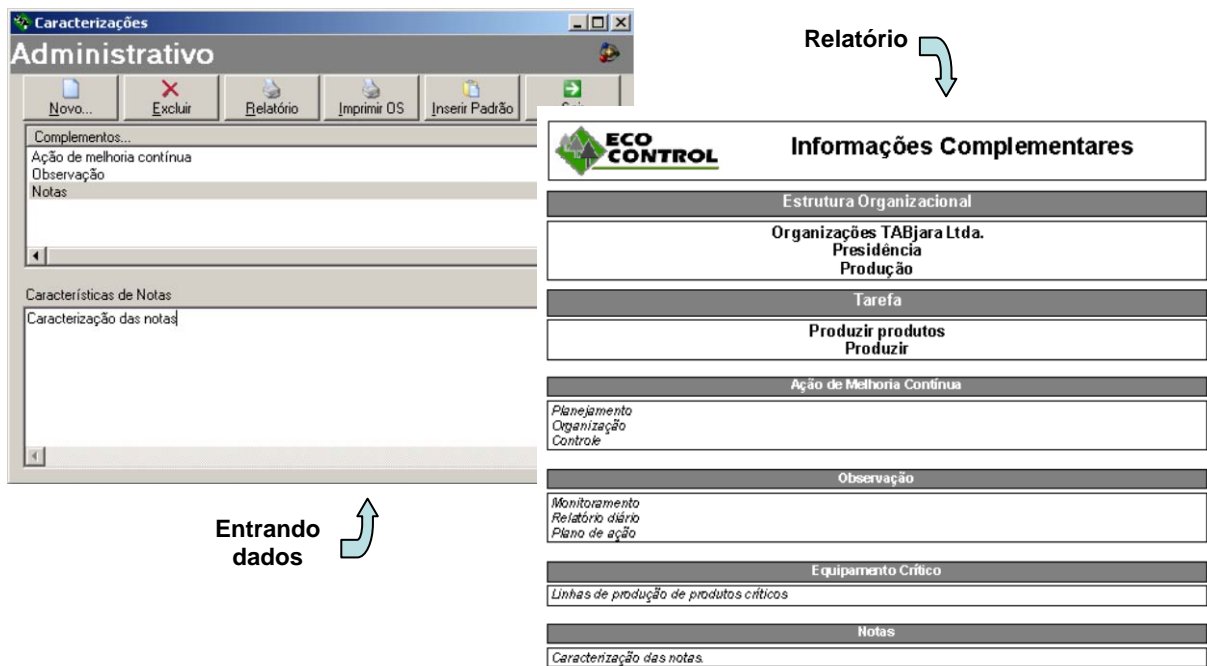 Caracterizações
Administrativo
Novo...
Excluir
Relatório
Imprimir OS
Inserir Padrão
Complementos...
Ação de melhoria contínua
Observação
Notas
Características de Notas
Caracterização das notas
Entrando
dados
Relatório
ECO
CONTROL
Informações Complementares
Estrutura Organizacional
Organizações TABjara Ltda.
Presidência
Produção
Tarefa
Produzir produtos
Produzir
Ação de Melhoria Contínua
Planejamento
Organização
Controle
Observação
Monitoramento
Relatório diário
Plano de ação
Equipamento Crítico
Linhas de produção de produtos críticos
Notas
Caracterização das notas.